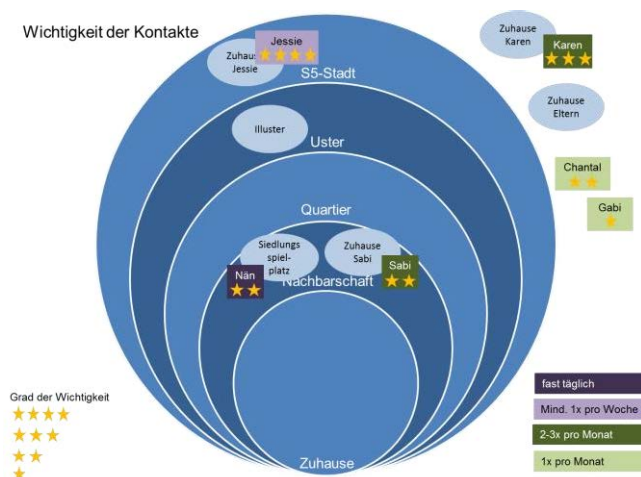 Wichtigkeit der Kontakte
Zuhause
Jessie
Jessie
S5-Stadt
Zuhause
Karen
Karen
Zuhause
Eltern
Illuster
Uster
Chantal
Gabi
Quartier
Siedlungs
spiel-
platz
Zuhause
Sabi
Nän
Sabi
Nachbarschaft
Zuhause
Grad der Wichtigkeit
fast täglich
Mind. 1x pro Woche
2-3x pro Monat
1x pro Monat